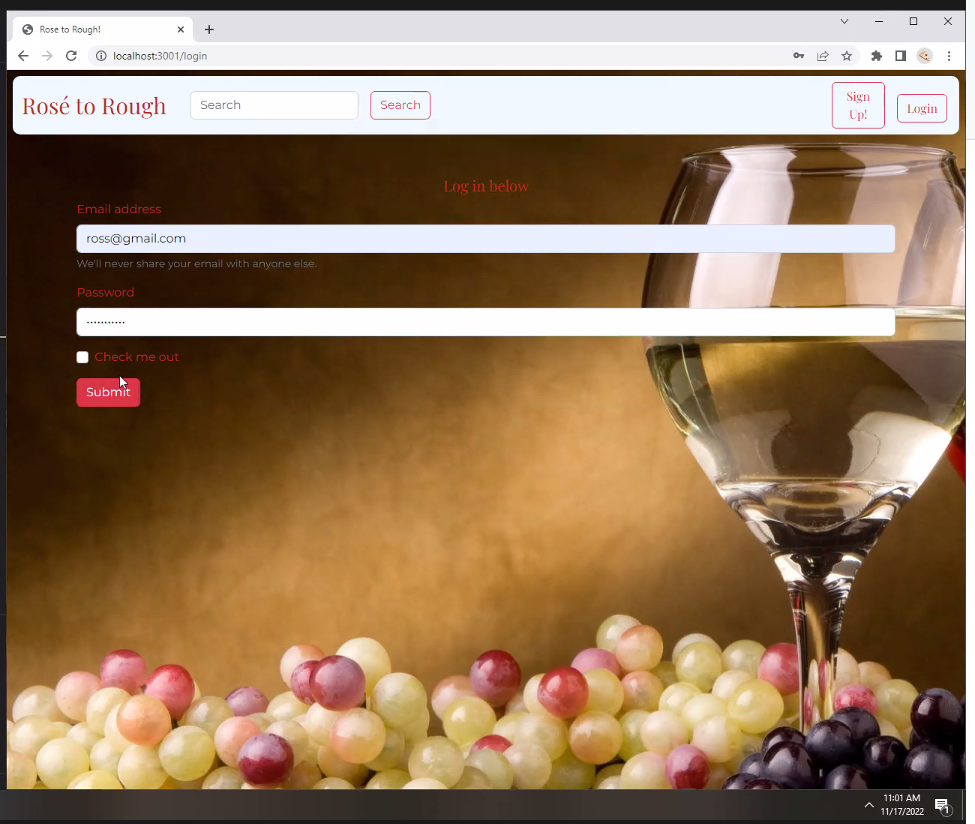 Rose to Rough!
localhost:3001/login
Rosé to Rough
Search
Search
Sign
Up!
Login
Log in below
Email address
ross@gmail.com
We'll never share your email with anyone else.
Password
Check me out
Submit
11:01 AM
11/17/2022
1